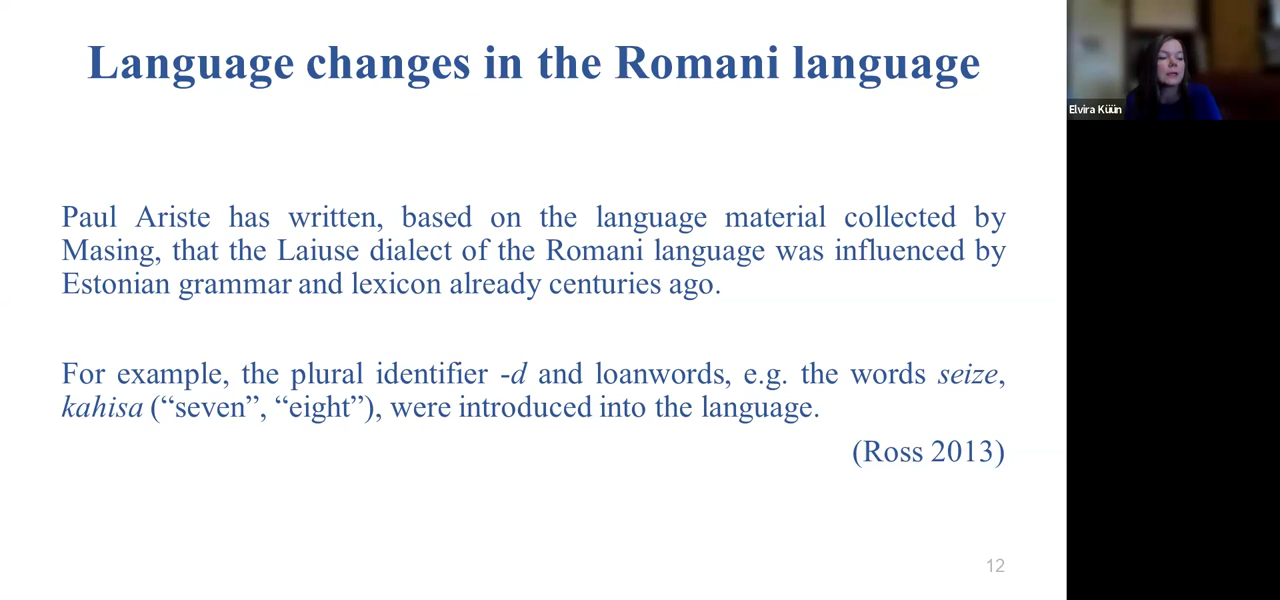 Language changes in the Romani language
Elvira Küün
Paul Ariste has written, based on the language material collected by
Masing, that the Laiuse dialect of the Romani language was influenced by
Estonian grammar and lexicon already centuries ago.
For example, the plural identifier -d and loanwords, e.g. the words seize,
kahisa (“seven”, “eight”), were introduced into the language.
(Ross 2013)
12